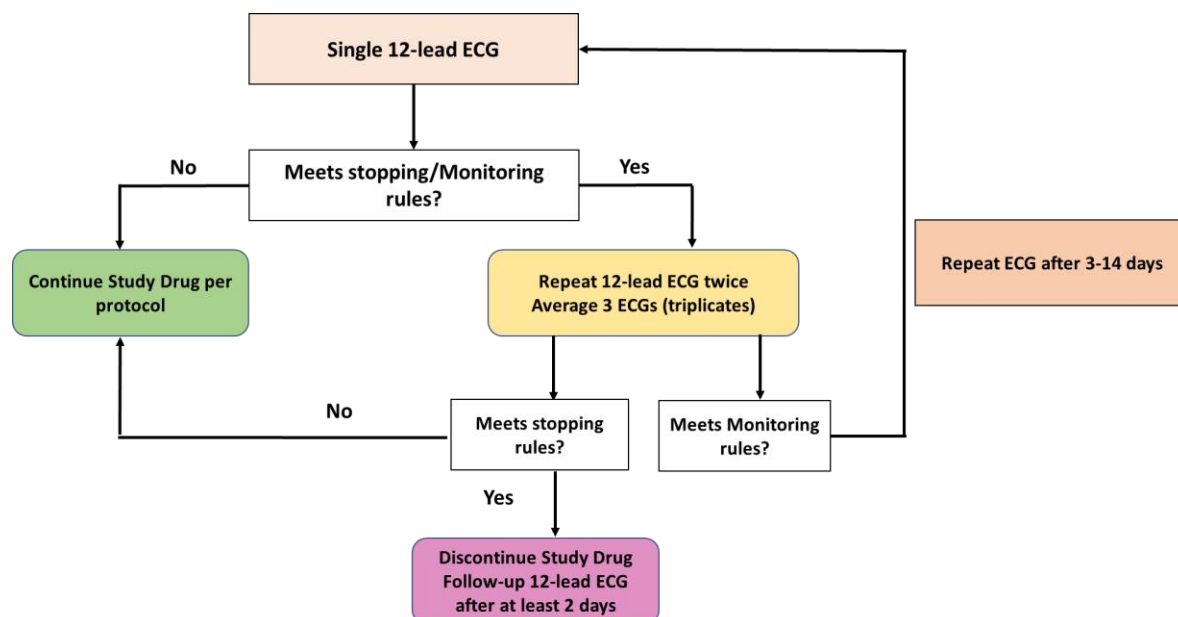 Single 12-lead ECG
No
Meets stopping/Monitoring
rules?
Yes
Continue Study Drug per
protocol
Repeat 12-lead ECG twice
Average 3 ECGs (triplicates)
Repeat ECG after 3-14 days
No
Meets stopping
rules?
Meets Monitoring
rules?
Yes
Discontinue Study Drug
Follow-up 12-lead ECG
after at least 2 days